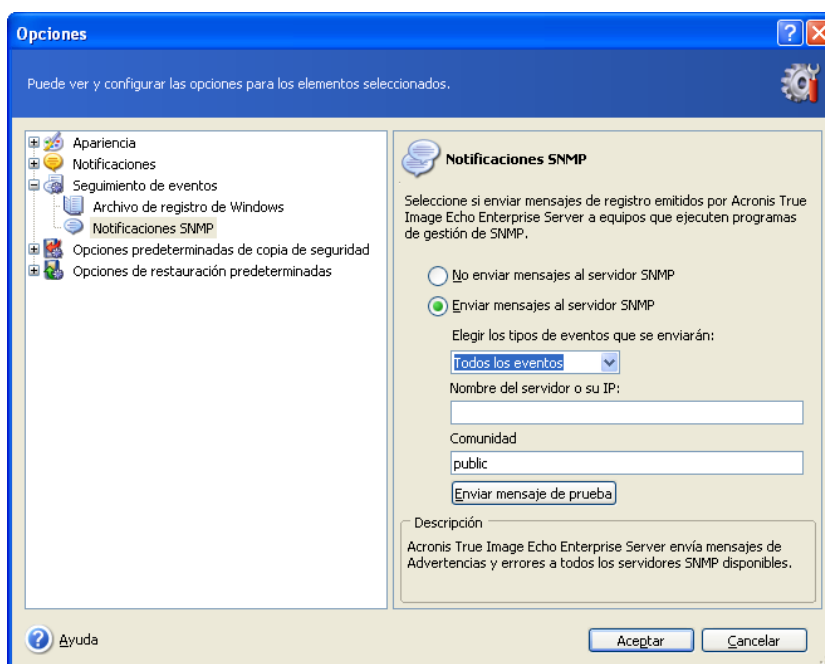 Opciones
Puede ver y configurar las opciones para los elementos seleccionados.
Apariencia
Notificaciones
Seguimiento de eventos
Archivo de registro de Windows
Notificaciones SNMP
Opciones predeterminadas de copia de seguridad
Opciones de restauración predeterminadas
Notificaciones SNMP
Seleccione si enviar mensajes de registro emitidos por Acronis True
Image Echo Enterprise Server a equipos que ejecuten programas
de gestión de SNMP.
No enviar mensajes al servidor SNMP
Enviar mensajes al servidor SNMP
Elegir los tipos de eventos que se enviarán:
Todos los eventos
Nombre del servidor o su IP:
Comunidad
public
Enviar mensaje de prueba
Descripción
Acronis True Image Echo Enterprise Server envía mensajes de
Advertencias y errores a todos los servidores SNMP disponibles.
Ayuda
Aceptar
Cancelar